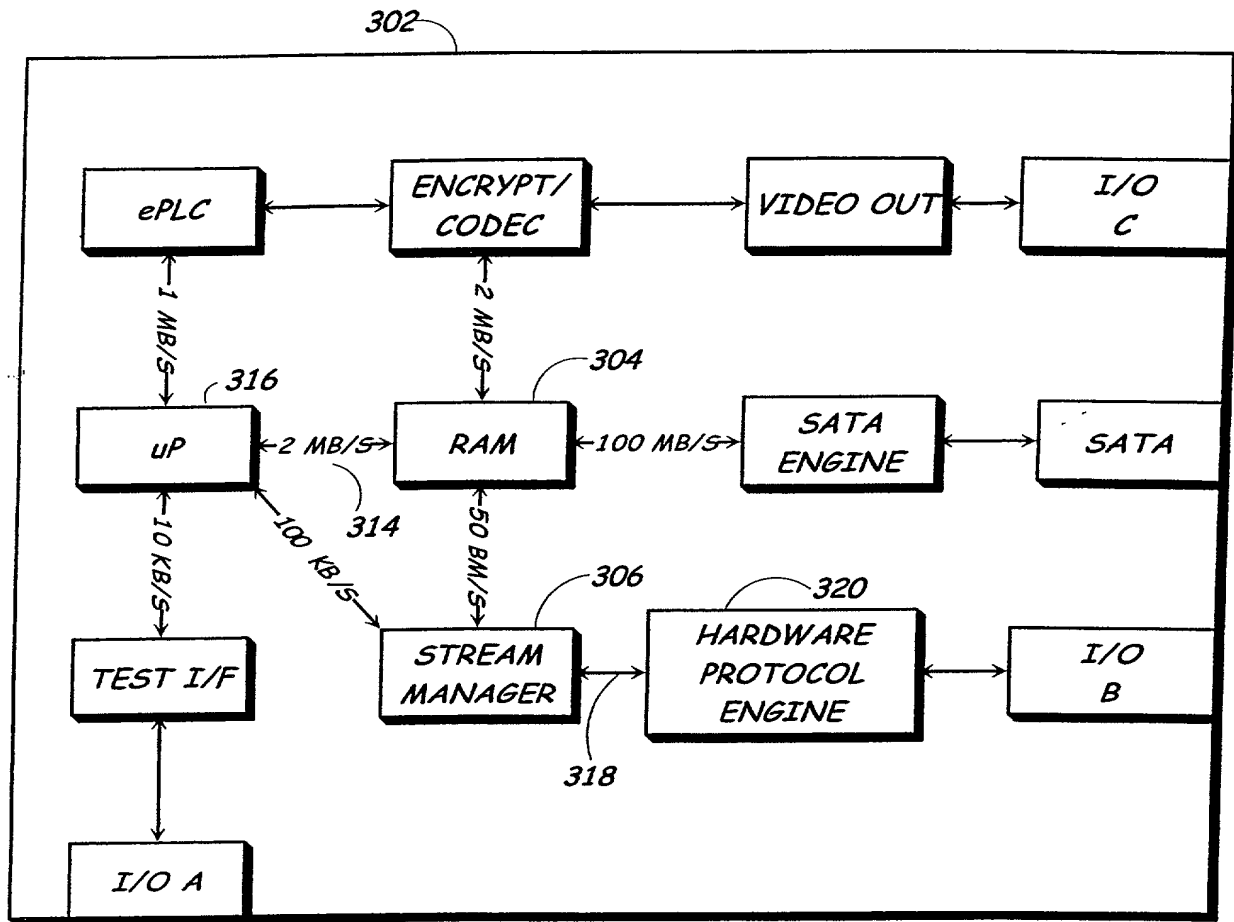 302
ePLC
ENCRYPT/
CODEC
VIDEO OUT
I/O
C
1 MB/S
2 MB/S
316
304
uP
2 MB/S
RAM
100 MB/S
SATA
ENGINE
SATA
314
10 KB/S
100 KB/S
50 BM/S
306
320
TEST I/F
STREAM
MANAGER
HARDWARE
PROTOCOL
ENGINE
I/O
B
318
I/O A